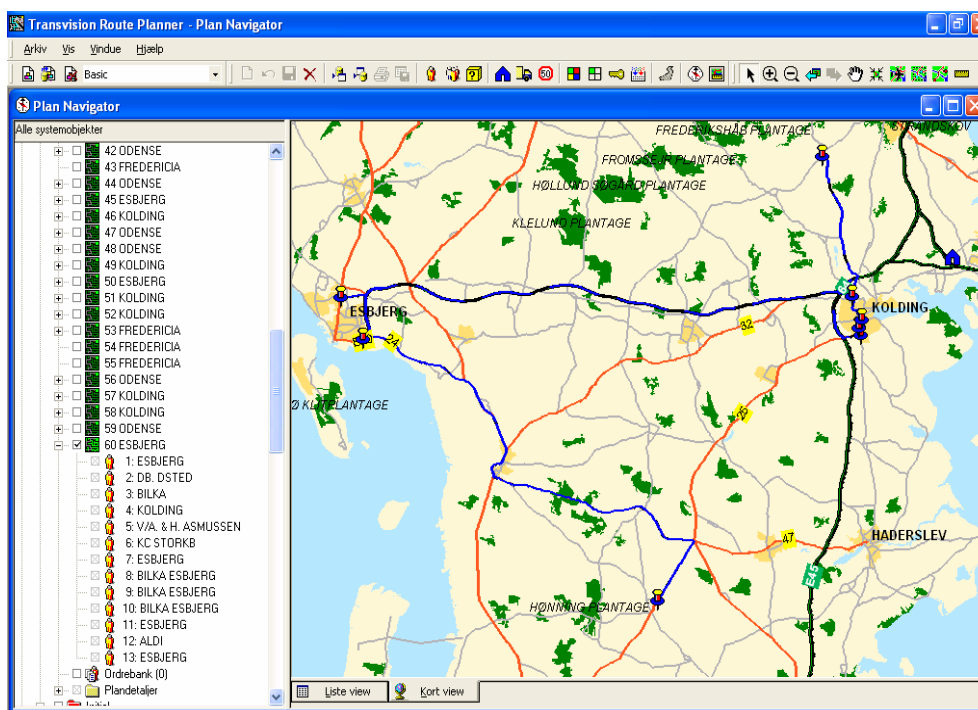 Transvision Route Planner - Plan Navigator
Arkiv Vis Vindue Hjælp
Basic
50
Plan Navigator
Alle systemobjekter
42 ODENSE
43 FREDERICIA
44 ODENSE
45 ESBJERG
46 KOLDING
47 ODENSE
48 ODENSE
49 KOLDING
50 ESBJERG
51 KOLDING
52 KOLDING
53 FREDERICIA
54 FREDERICIA
55 FREDERICIA
56 ODENSE
57 KOLDING
58 KOLDING
59 ODENSE
60 ESBJERG
1: ESBJERG
2: DB. DSTED
3: BILKA
4: KOLDING
5: V/A. & H. ASMUSSEN
6: KC STORKB
7: ESBJERG
8: BILKA ESBJERG
9: BILKA ESBJERG
10: BILKA ESBJERG
11: ESBJERG
12: ALDI
13: ESBJERG
Ordrebank (0)
Plandetaljer
Initial
FREDERIKSHÅB PLANTAGE
STRANDSKOV
FROMSSEJR PLANTAGE
HØLLUND SØGÅRD PLANTAGE
KLELUND PLANTAGE
ESBJERG
KOLDING
32
24
Ø KLITPLANTAGE
25
HADERSLEV
47
E45
HØNNING PLANTAGE
Liste view
Kort view